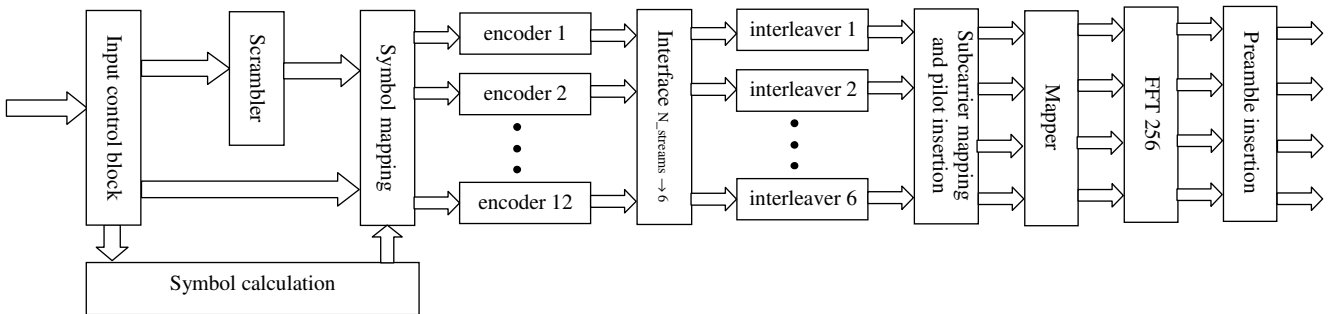 Input control block
Scrambler
Symbol mapping
encoder 1
encoder 2
encoder 12
Interface N_streams → 6
interleaver 1
interleaver 2
interleaver 6
Subcarrier mapping
and pilot insertion
Mapper
FFT 256
Preamble insertion
Symbol calculation